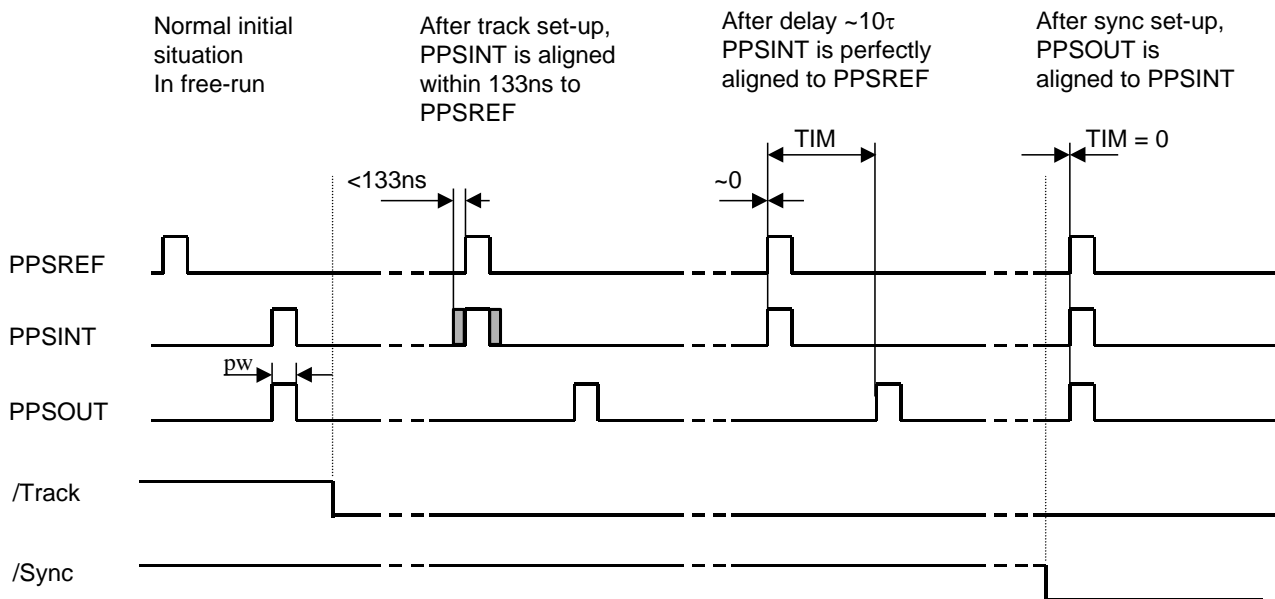 Normal initial
situation
In free-run
After track set-up,
PPSINT is aligned
within 133ns to
PPSREF
After delay ~10τ
PPSINT is perfectly
aligned to PPSREF
After sync set-up,
PPSOUT is
aligned to PPSINT
TIM
TIM = 0
<133ns
~0
PPSREF
PPSINT
pw
PPSOUT
/Track
/Sync